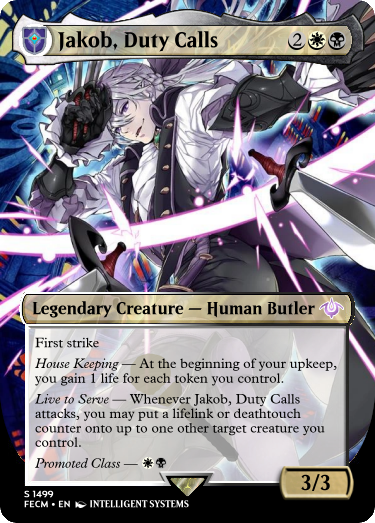 Jakob, Duty Calls 2
Legendary Creature — Human Butler
First strike
House Keeping — At the beginning of your upkeep,
you gain 1 life for each token you control.
Live to Serve — Whenever Jakob, Duty Calls
attacks, you may put a lifelink or deathtouch
counter onto up to one other target creature you
control.
Promoted Class —
3/3
S 1499
FECM • EN INTELLIGENT SYSTEMS